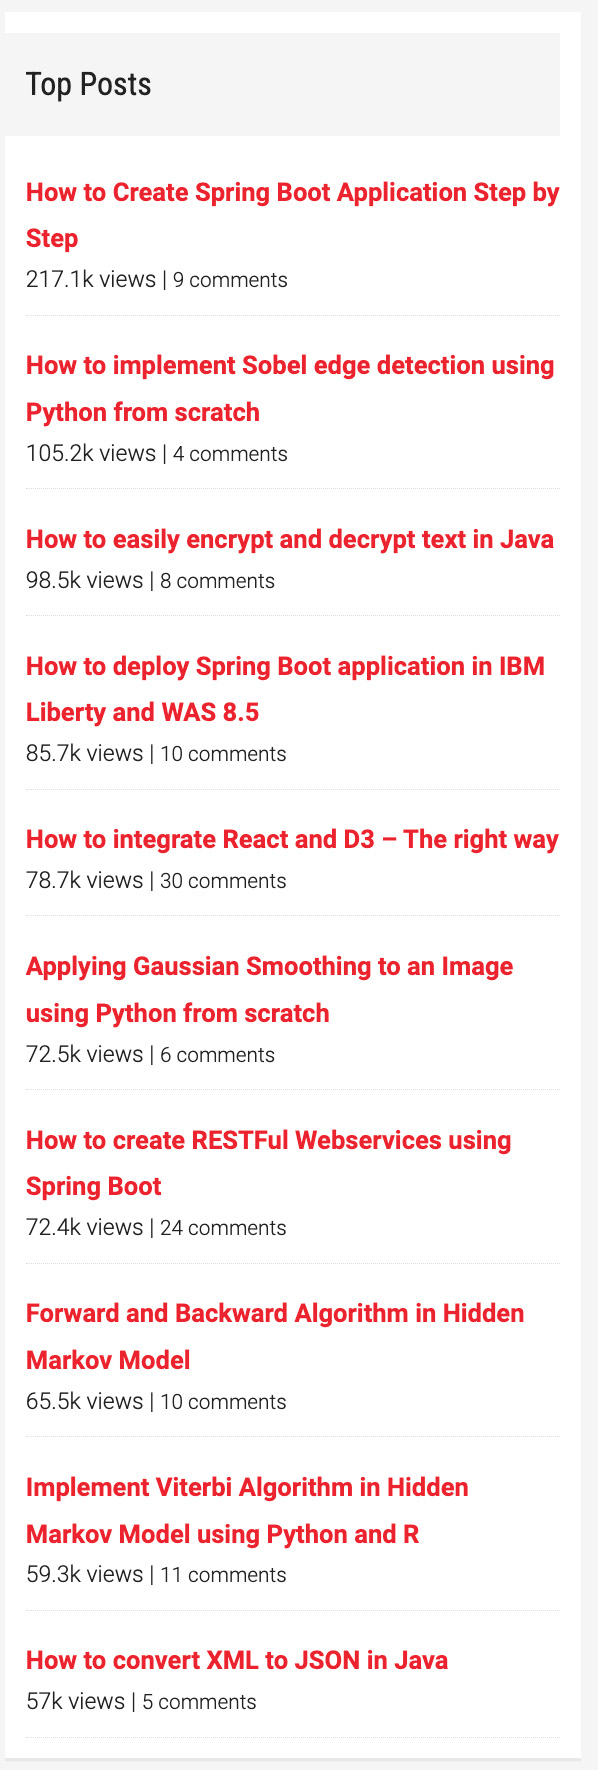 Top Posts
How to Create Spring Boot Application Step by
Step
217.1k views | 9 comments
How to implement Sobel edge detection using
Python from scratch
105.2k views | 4 comments
How to easily encrypt and decrypt text in Java
98.5k views | 8 comments
How to deploy Spring Boot application in IBM
Liberty and WAS 8.5
85.7k views | 10 comments
How to integrate React and D3 – The right way
78.7k views | 30 comments
Applying Gaussian Smoothing to an Image
using Python from scratch
72.5k views | 6 comments
How to create RESTFul Webservices using
Spring Boot
72.4k views | 24 comments
Forward and Backward Algorithm in Hidden
Markov Model
65.5k views | 10 comments
Implement Viterbi Algorithm in Hidden
Markov Model using Python and R
59.3k views | 11 comments
How to convert XML to JSON in Java
57k views | 5 comments